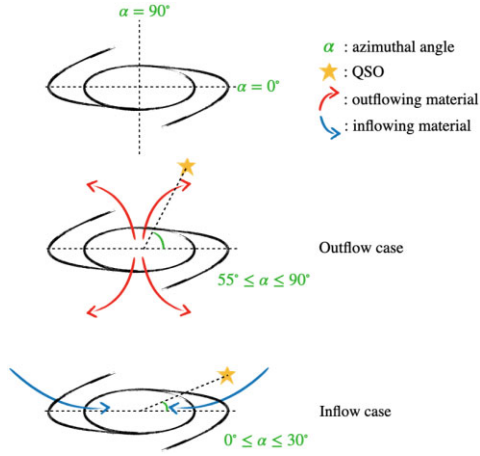 α = 90°
α = 0°
α : azimuthal angle
: QSO
: outflowing material
: inflowing material
Outflow case
55° ≤ α ≤ 90°
Inflow case
0° ≤ α ≤ 30°